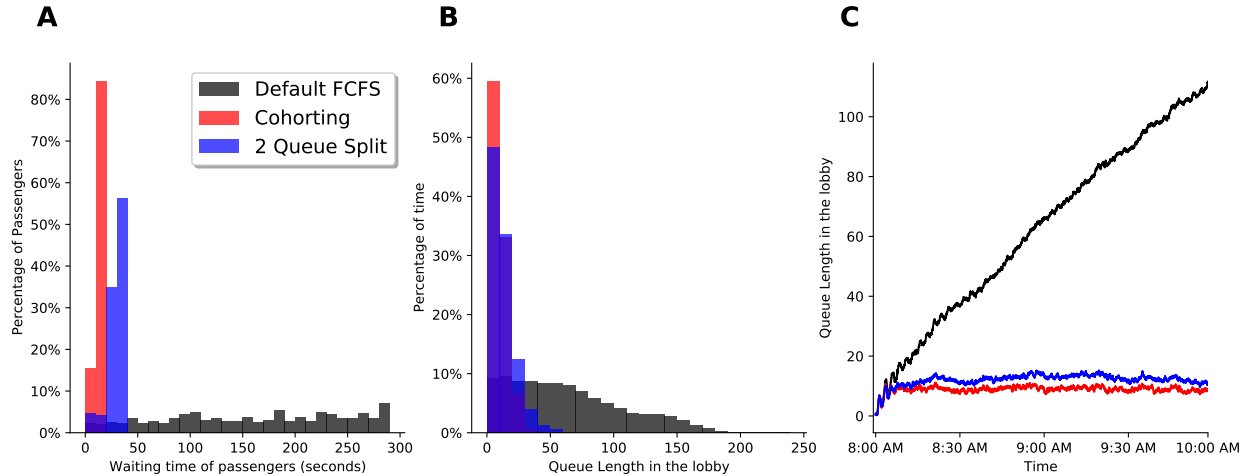 A
B
C
Default FCFS
Cohorting
2 Queue Split
Percentage of Passengers
80%
70%
60%
50%
40%
30%
20%
10%
0%
0
50
100
150
200
250
300
Waiting time of passengers (seconds)
Percentage of time
60%
50%
40%
30%
20%
10%
0%
0
50
100
150
200
250
Queue Length in the lobby
Queue Length in the lobby
100
80
60
40
20
0
8:00 AM
8:30 AM
9:00 AM
9:30 AM
10:00 AM
Time